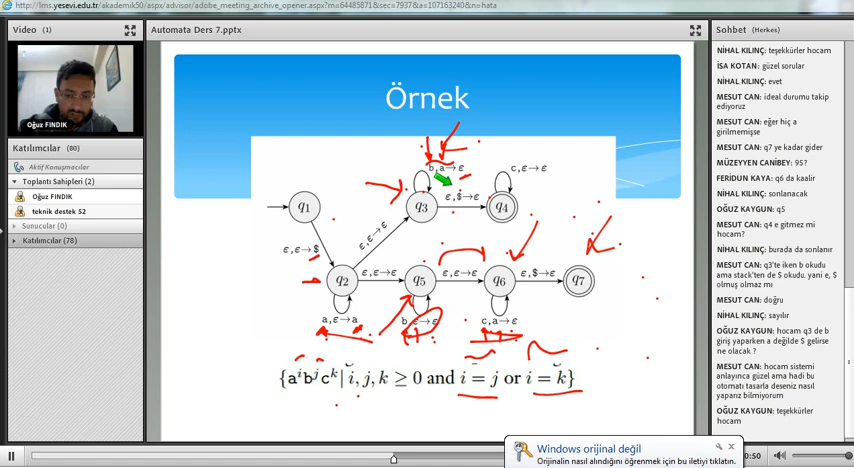 lms.yesevi.edu.tr/akademik50/aspx/advisor/adobe_meeting_archive_opener.aspx?m=64485871&sec=7937&a=107163240&n=hata
Video (1)
Oğuz FINDIK
Katılımcılar (80)
Aktif Konuşmacılar
Toplantı Sahipleri (2)
Oğuz FINDIK
teknik destek 52
Sunucular (0)
Katılımcılar (78)
Automata Ders 7.pptx
Örnek
b,a→ε
c,ε→ε
q1
q3
ε,$→ε
q4
ε,ε→$
ε,ε→ε
q2
ε,ε→ε
q5
ε,ε→ε
q6
ε,$→ε
q7
a,ε→a
b,ε→ε
c,a→ε
{aⁱbʲcᵏ| i, j, k ≥ 0 and i = j or i = k}
Sohbet (Herkes)
NİHAL KILINÇ: teşekkürler hocam
İSA KOTAN: güzel sorular
NİHAL KILINÇ: evet
MESUT CAN: ideal durumu takip
ediyoruz
MESUT CAN: eğer hiç a
girilmemişse
MESUT CAN: q7 ye kadar gider
MÜZEYYEN CANİBEY: 95?
FERİDUN KAYA: q6 da kaalir
NİHAL KILINÇ: sonlanacak
OĞUZ KAYGUN: q5
MESUT CAN: q4 e gitmez mi
hocam?
NİHAL KILINÇ: burada da sonlanır
MESUT CAN: q3'te iken b okudu
ama stack'ten de $ okudu. yani e, $
olmuş olmaz mı
MESUT CAN: doğru
NİHAL KILINÇ: sayılır
OĞUZ KAYGUN: hocam q3 de b
giriş yaparken a değilde $ gelirse
ne olacak ?
MESUT CAN: hocam sistemi
anlayınca güzel ama hadi bu
otomatı tasarla deseniz nasıl
yaparız bilmiyorum
OĞUZ KAYGUN: teşekkürler
hocam
Windows orijinal değil
Orijinalin nasıl alındığını öğrenmek için bu iletiyi tıklatın.
0:50